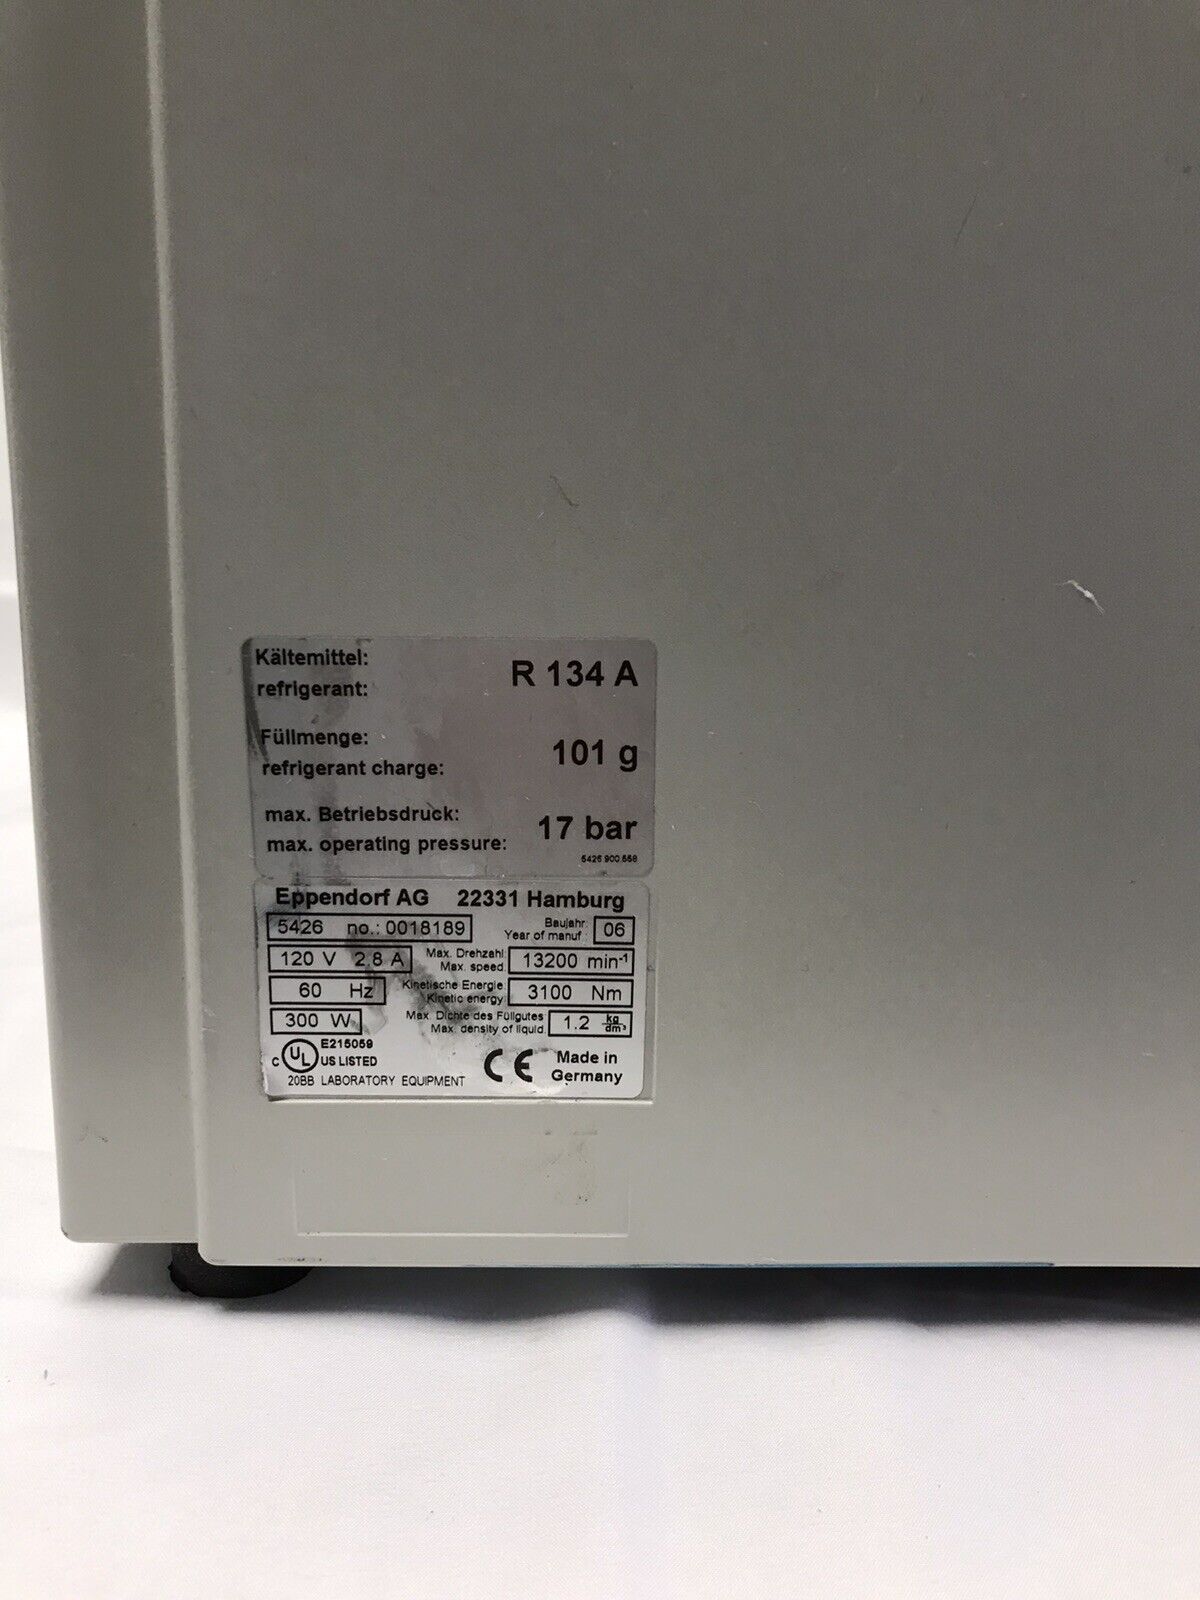 Kältemittel:
refrigerant:
R 134 A
Füllmenge:
refrigerant charge:
101 g
max. Betriebsdruck:
max. operating pressure:
17 bar
5426 900.558
Eppendorf AG 22331 Hamburg
5426 no.: 0018189
Baujahr:
Year of manuf.:
06
120 V 2.8 A
Max. Drehzahl
Max. speed
13200 min-1
60 Hz
Kinetische Energie
Kinetic energy
3100 Nm
300 W
Max. Dichte des Füllgutes
Max. density of liquid
1.2 kg/dm³
C UL E215059
US LISTED
20BB LABORATORY EQUIPMENT
CE
Made in
Germany